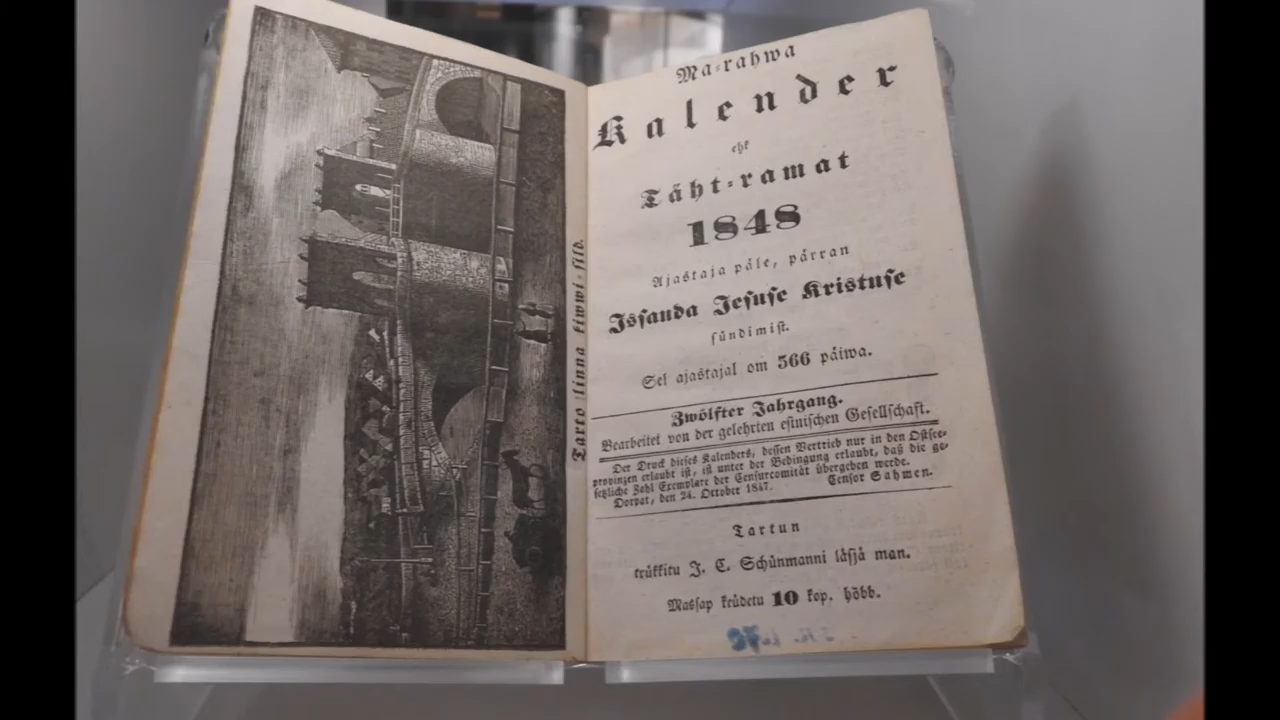 Tarto linna kiwwi-sild.
Ma-rahwa
Kalender
ehk
Täht-ramat
1848
Ajastaja päle, pärran
Issanda Jesuse Kristuse
sündimist.
Sel ajastajal om 366 päiwa.
Zwölfter Jahrgang.
Bearbeitet von der gelehrten estnischen Gesellschaft.
Der Druck dieses Kalenders, dessen Vertrieb nur in den Ostsee-
provinzen erlaubt ist, ist unter der Bedingung erlaubt, daß die ge-
setzliche Zahl Exemplare der Censurcomität übergeben werde.
Dorpat, den 24. October 1847. Censor Sahmen.
Tartun
trükkitu J. C. Schünmanni läsjä man.
Massap krüdetu 10 kop. höbb.